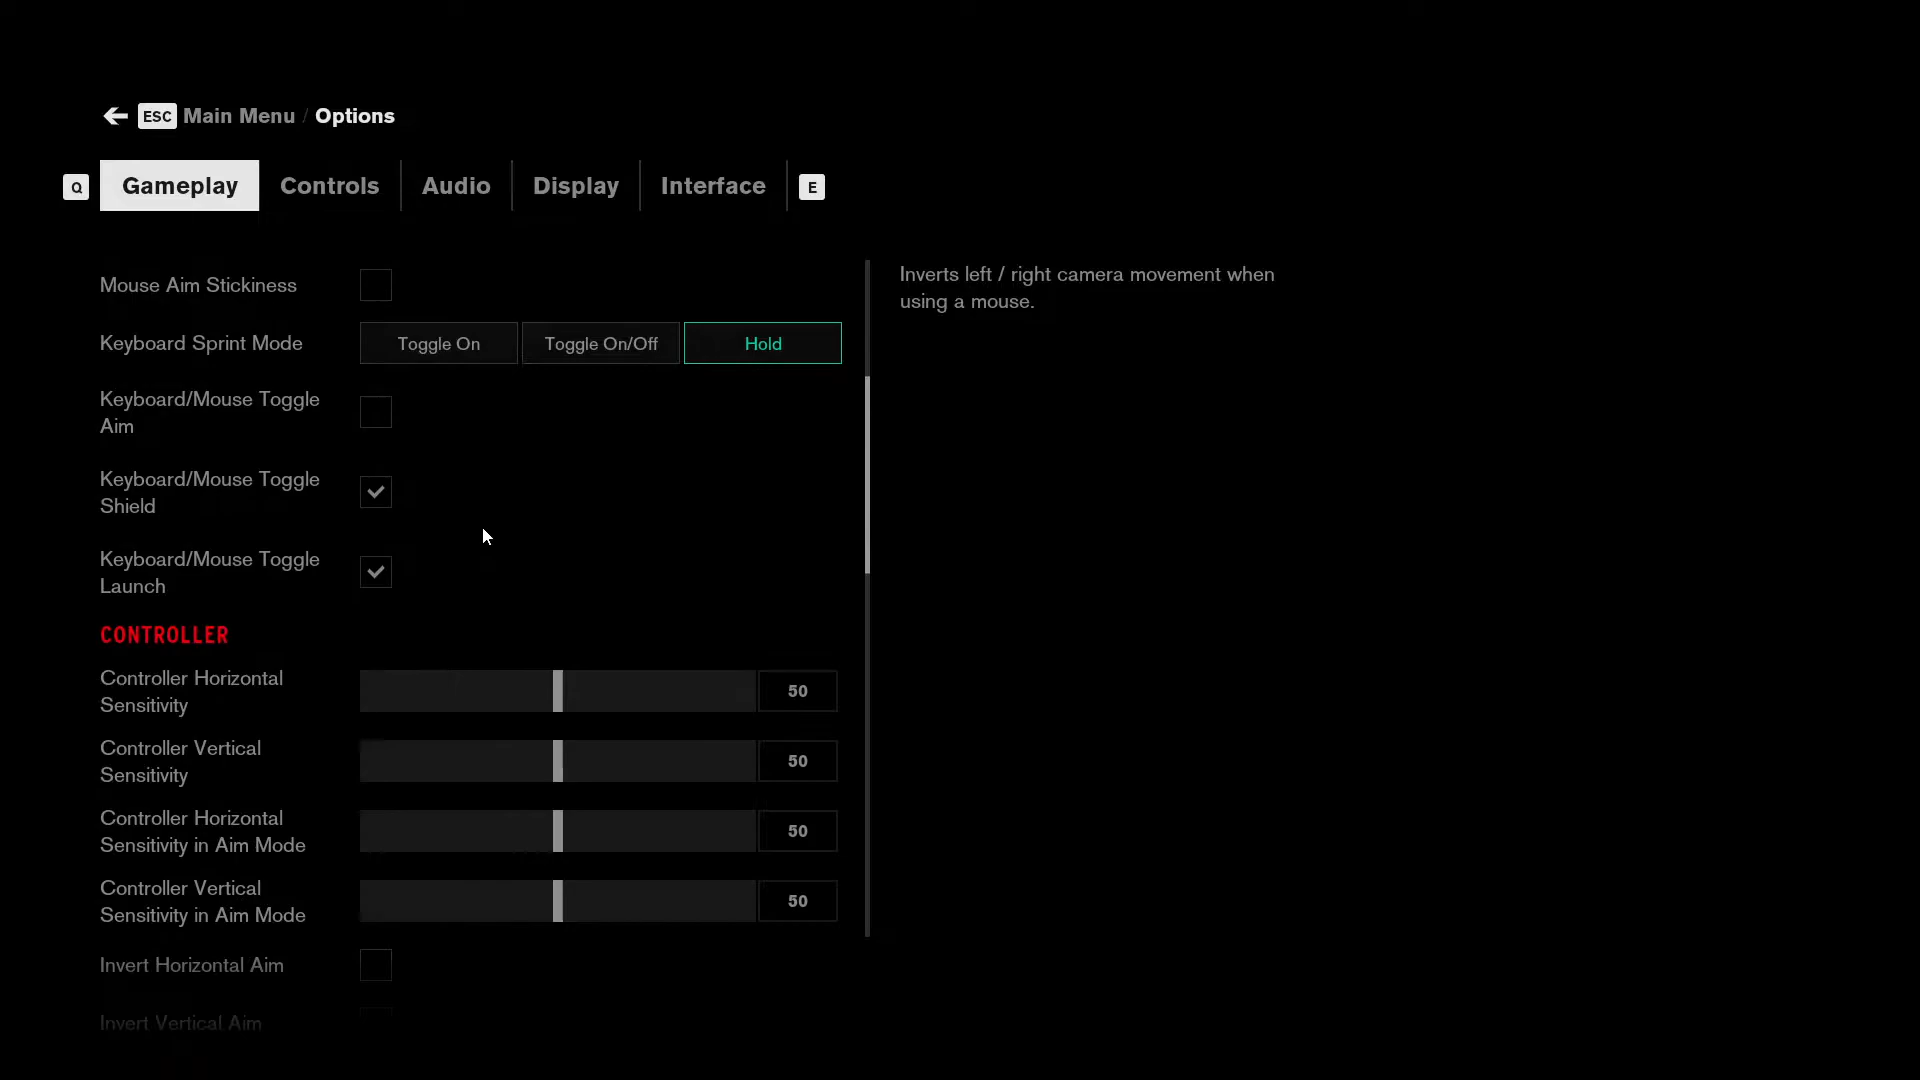 ESC Main Menu / Options
Q Gameplay Controls Audio Display Interface E
Mouse Aim Stickiness
Inverts left / right camera movement when
using a mouse.
Keyboard Sprint Mode Toggle On Toggle On/Off Hold
Keyboard/Mouse Toggle
Aim
Keyboard/Mouse Toggle
Shield
Keyboard/Mouse Toggle
Launch
CONTROLLER
Controller Horizontal
Sensitivity
50
Controller Vertical
Sensitivity
50
Controller Horizontal
Sensitivity in Aim Mode
50
Controller Vertical
Sensitivity in Aim Mode
50
Invert Horizontal Aim
Invert Vertical Aim